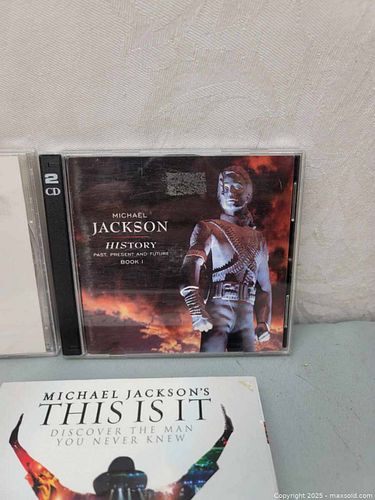 2
CD
MICHAEL
JACKSON
HISTORY
PAST, PRESENT AND FUTURE
BOOK I
MICHAEL JACKSON'S
THIS IS IT
DISCOVER THE MAN
YOU NEVER KNEW
Copyright 2025 - maxsold.com